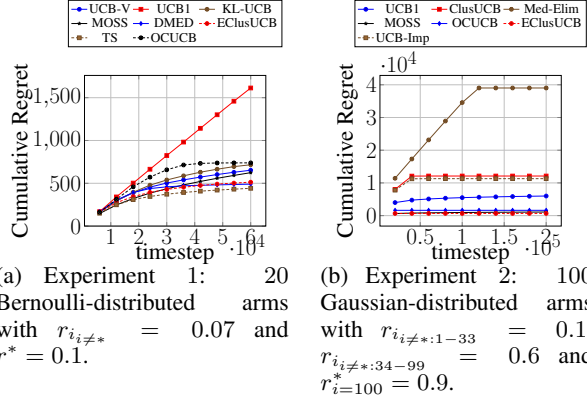 UCB-V UCB1 KL-UCB
MOSS DMED EClusUCB
TS OCUCB
UCB1 ClusUCB Med-Elim
MOSS OCUCB EClusUCB
UCB-Imp
Cumulative Regret
1,500
1,000
500
0
1 2 3 4 5 6
·10^4
timestep
Cumulative Regret
·10^4
4
3
2
1
0
0.5 1 1.5 2
·10^5
timestep
(a) Experiment 1: 20
Bernoulli-distributed arms
with r_{i_{i≠*}} = 0.07 and
r^* = 0.1.
(b) Experiment 2: 100
Gaussian-distributed arms
with r_{i_{i≠*:1−33}} = 0.1,
r_{i_{i≠*:34−99}} = 0.6 and
r^*_{i=100} = 0.9.